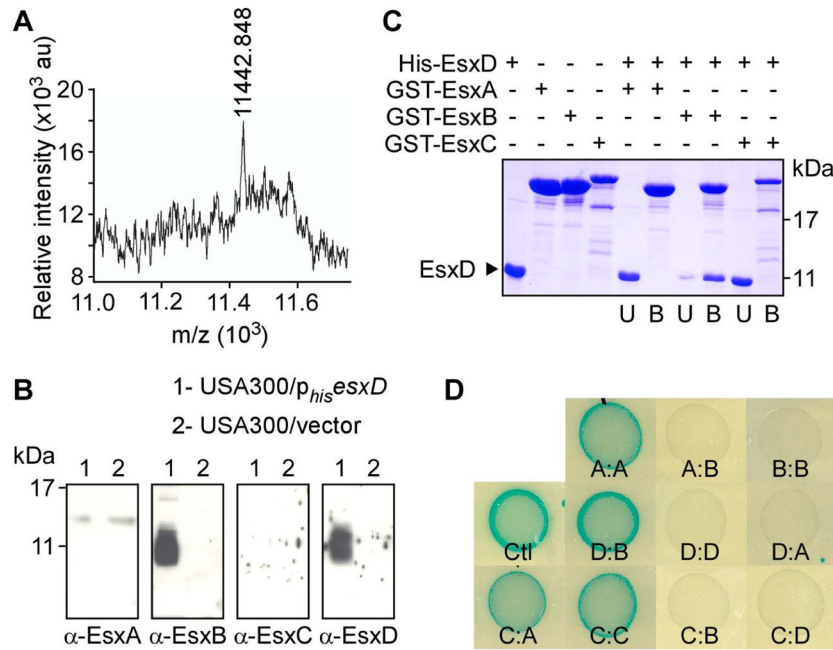 A
Relative intensity (x10³ au)
20
16
12
8
11442.848
11.0 11.2 11.4 11.6
m/z (10³)
C
His-EsxD + - - - + + + + + +
GST-EsxA - + - - + + - - - -
GST-EsxB - - + - - - + + - -
GST-EsxC - - - + - - - - + +
kDa
17
11
EsxD ►
U B U B U B
B
1- USA300/phisesxD
2- USA300/vector
kDa
1 2 1 2 1 2 1 2
17
11
α-EsxA α-EsxB α-EsxC α-EsxD
D
A:A A:B B:B
Ctl D:B D:D D:A
C:A C:C C:B C:D